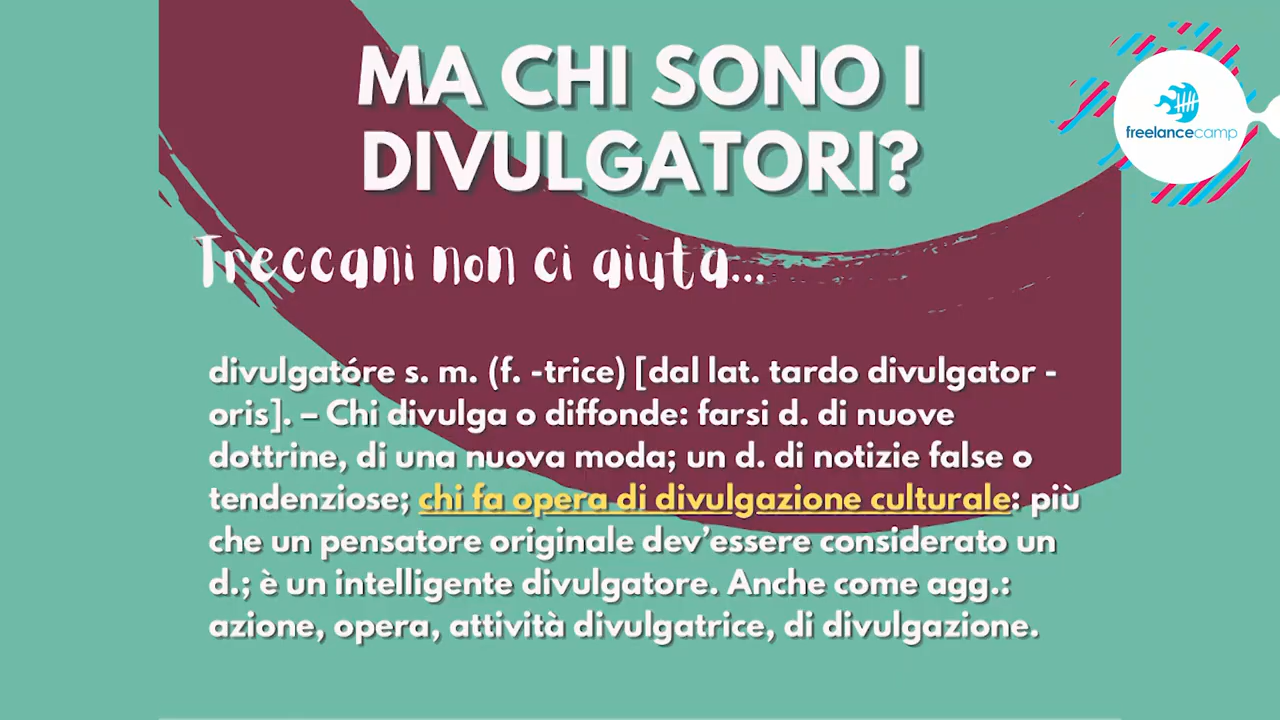 MA CHI SONO I
DIVULGATORI?
freelancecamp
Treccani non ci aiuta...
divulgatóre s. m. (f. -trice) [dal lat. tardo divulgator -
oris]. – Chi divulga o diffonde: farsi d. di nuove
dottrine, di una nuova moda; un d. di notizie false o
tendenziose; chi fa opera di divulgazione culturale: più
che un pensatore originale dev’essere considerato un
d.; è un intelligente divulgatore. Anche come agg.:
azione, opera, attività divulgatrice, di divulgazione.